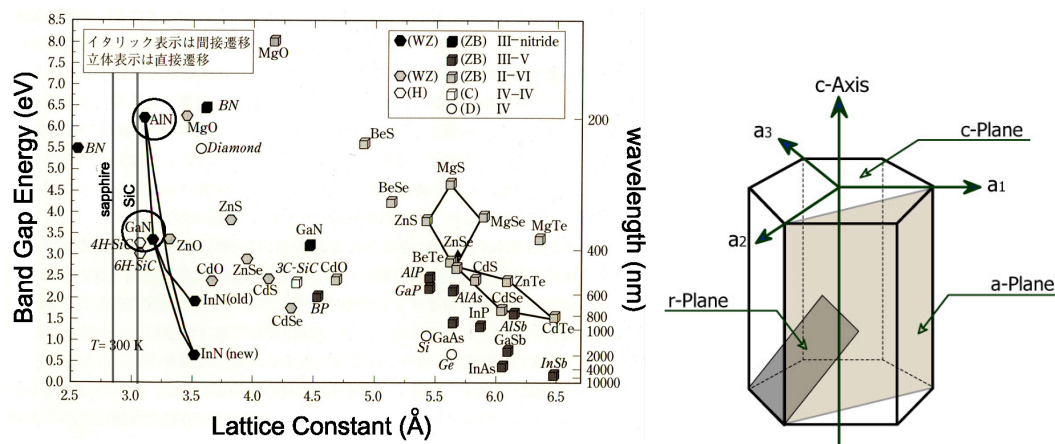 Band Gap Energy (eV)
8.5
8.0
7.5
7.0
6.5
6.0
5.5
5.0
4.5
4.0
3.5
3.0
2.5
2.0
1.5
1.0
0.5
0.0
イタリック表示は間接遷移
立体表示は直接遷移
(WZ) (ZB) III-nitride
(ZB) III-V
(WZ) (ZB) II-VI
(H) (C) IV-IV
(D) IV
MgO
AlN
BN
MgO
BN
Diamond
BeS
sapphire
SiC
MgS
BeSe
ZnS
ZnS
MgSe
MgTe
GaN
4H-SiC
6H-SiC
ZnO
GaN
ZnSe
BeTe
ZnSe
CdO
CdS
3C-SiC
CdO
AlP
GaP
CdS
ZnTe
InN(old)
CdSe
BP
AlAs
CdSe
InP
AlSb
CdTe
GaAs
GaSb
Si
Ge
InAs
InSb
T= 300 K
InN (new)
200
400
600
800
1000
2000
4000
10000
wavelength (nm)
2.5 3.0 3.5 4.0 4.5 5.0 5.5 6.0 6.5
Lattice Constant (Å)
c-Axis
c-Plane
a3
a1
a2
r-Plane
a-Plane